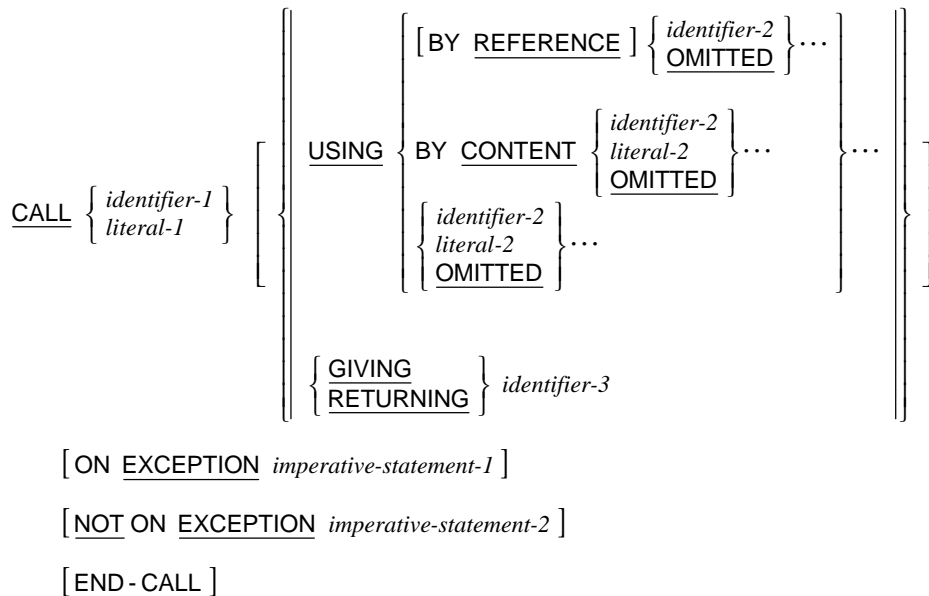 [ BY REFERENCE ] { identifier-2
OMITTED } ···
USING
BY CONTENT { identifier-2
literal-2
OMITTED } ···
···
CALL { identifier-1
literal-1 }
{ identifier-2
literal-2
OMITTED } ···
{ GIVING
RETURNING } identifier-3
[ ON EXCEPTION imperative-statement-1 ]
[ NOT ON EXCEPTION imperative-statement-2 ]
[ END - CALL ]